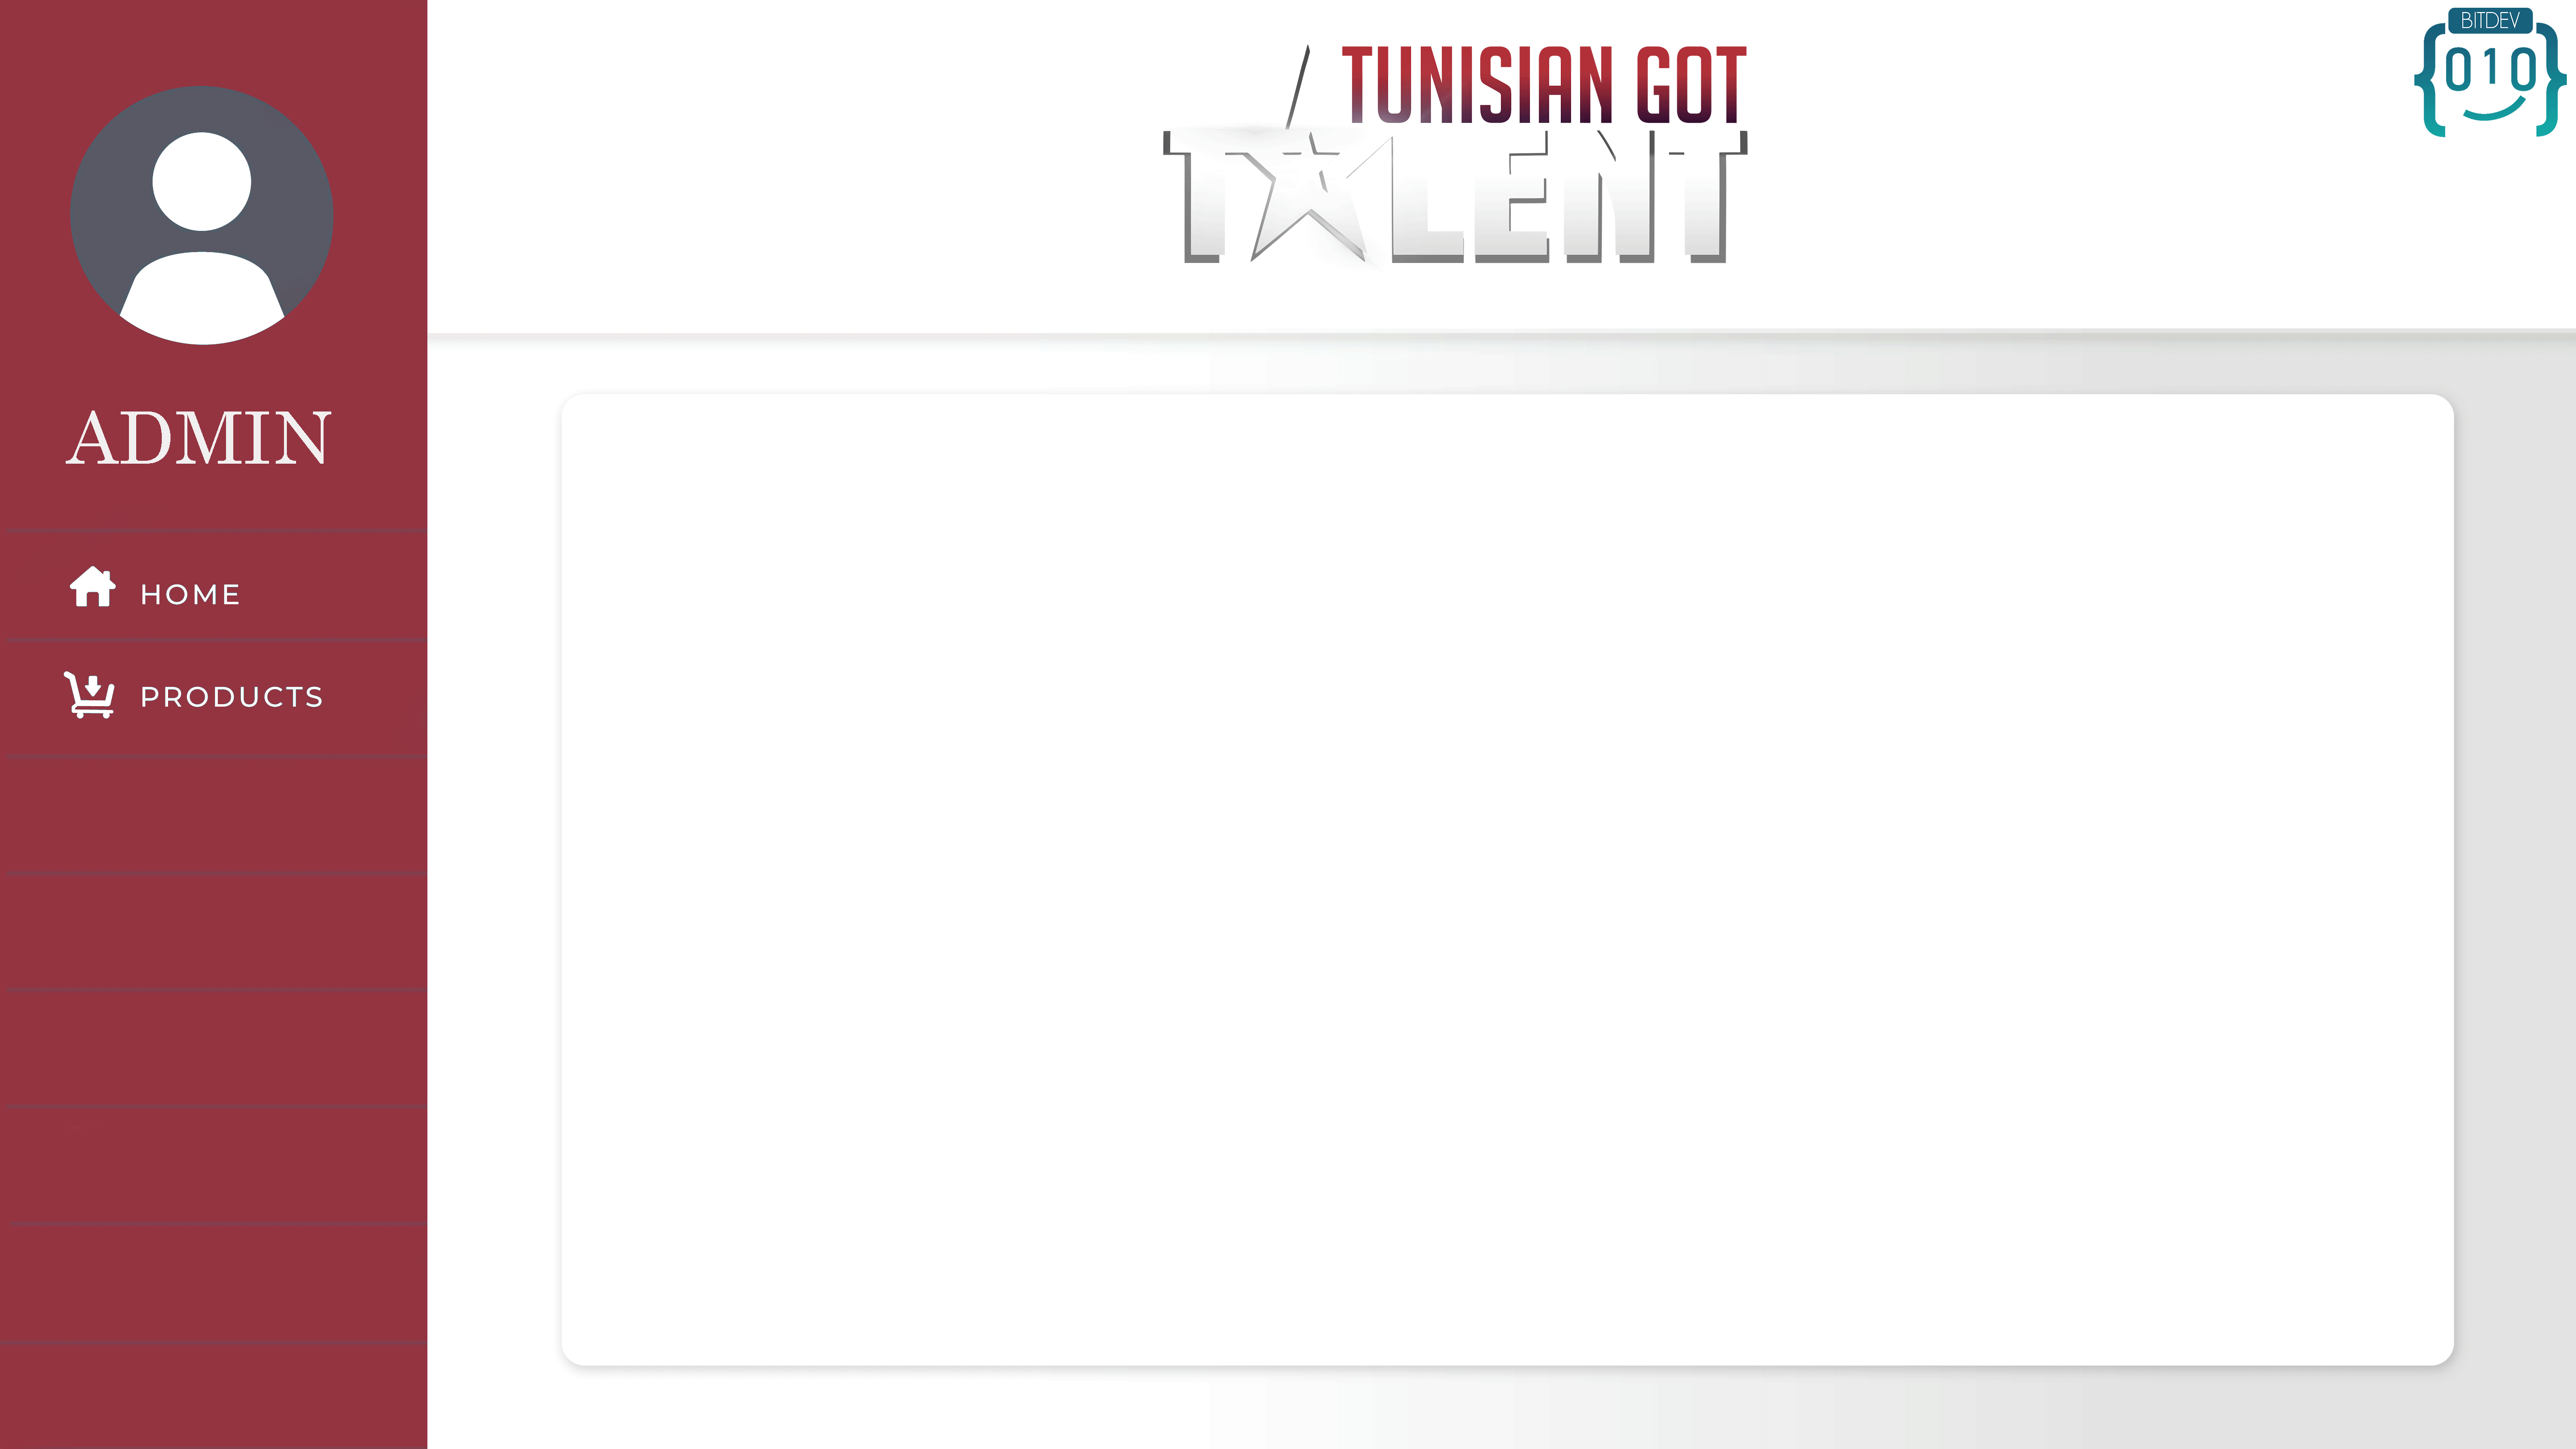 BITDEV
010
TUNISIAN GOT
TALENT
ADMIN
HOME
PRODUCTS